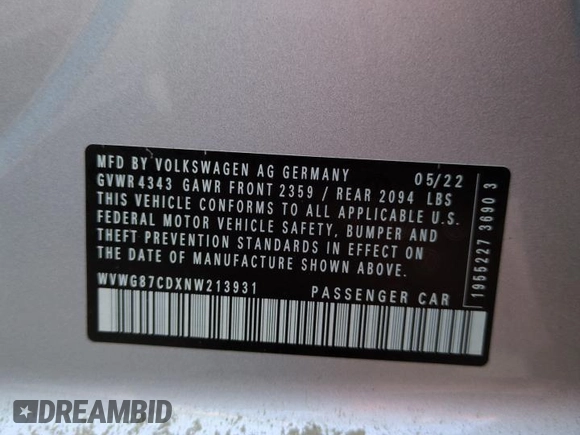 MFD BY VOLKSWAGEN AG GERMANY 05/22
GVWR4343 GAWR FRONT 2359 / REAR 2094 LBS
THIS VEHICLE CONFORMS TO ALL APPLICABLE U.S.
FEDERAL MOTOR VEHICLE SAFETY, BUMPER AND
THEFT PREVENTION STANDARDS IN EFFECT ON
THE DATE OF MANUFACTURE SHOWN ABOVE.
WVWG87CDXNW213931 PASSENGER CAR
1955227 3690 3
DREAMBID